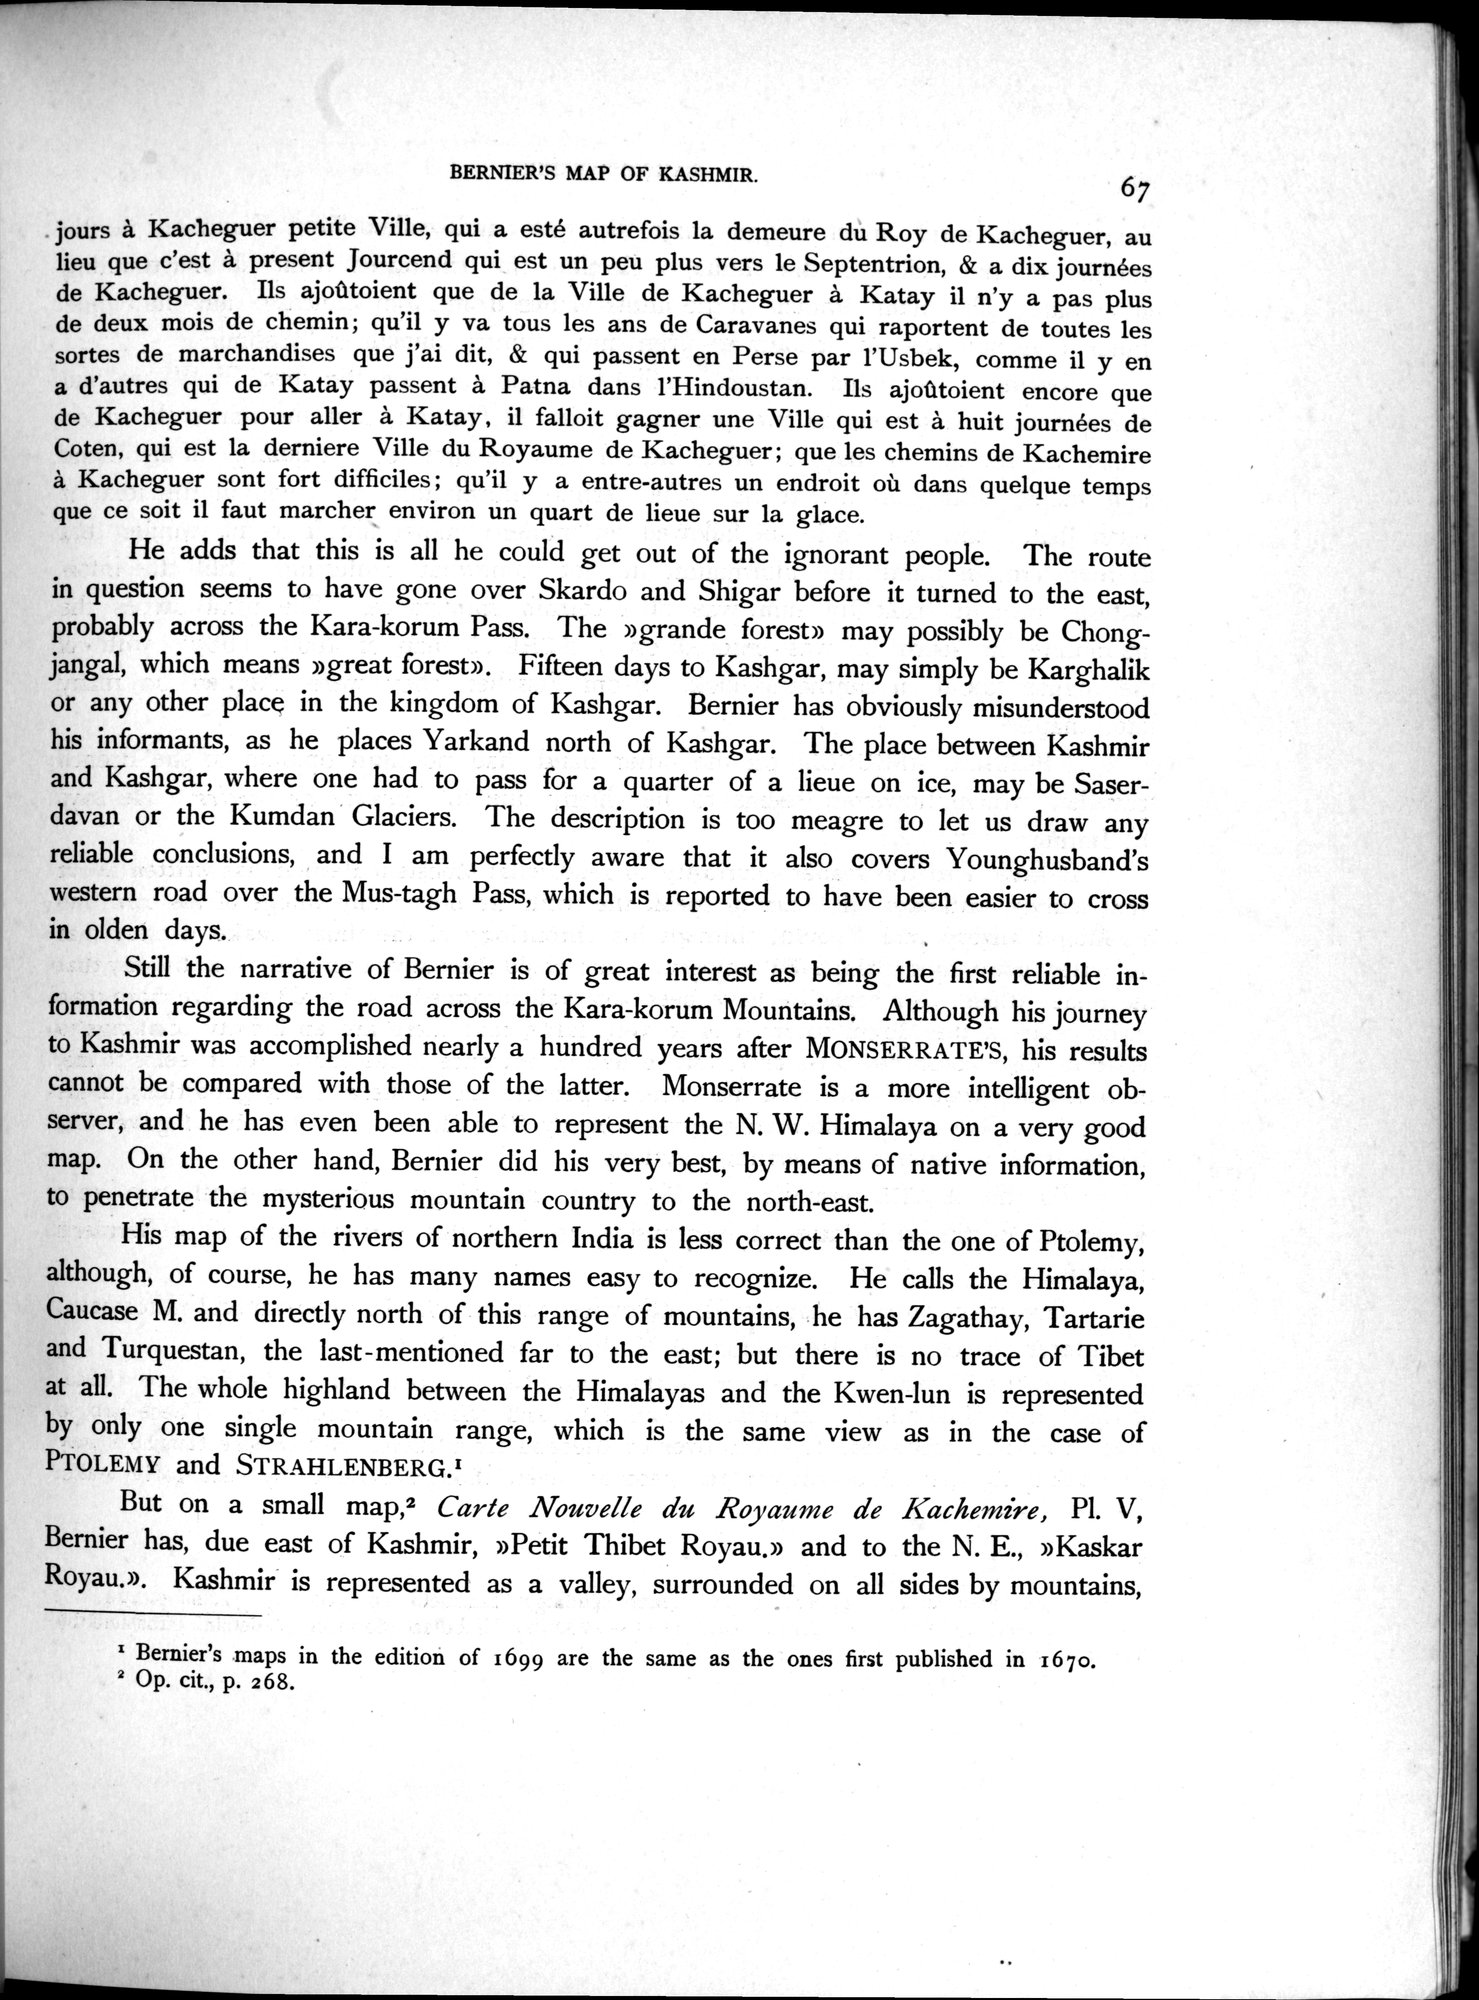 BERNIER'S MAP OF KASHMIR.
67
jours à Kacheguer petite Ville, qui a esté autrefois la demeure du Roy de Kacheguer, au
lieu que c'est à present Jourcend qui est un peu plus vers le Septentrion, & a dix journées
de Kacheguer. Ils ajoûtoient que de la Ville de Kacheguer à Katay il n'y a pas plus
de deux mois de chemin; qu'il y va tous les ans de Caravanes qui raportent de toutes les
sortes de marchandises que j'ai dit, & qui passent en Perse par l'Usbek, comme il y en
a d'autres qui de Katay passent à Patna dans l'Hindoustan. Ils ajoûtoient encore que
de Kacheguer pour aller à Katay, il falloit gagner une Ville qui est à huit journées de
Coten, qui est la derniere Ville du Royaume de Kacheguer; que les chemins de Kachemire
à Kacheguer sont fort difficiles; qu'il y a entre-autres un endroit où dans quelque temps
que ce soit il faut marcher environ un quart de lieue sur la glace.
He adds that this is all he could get out of the ignorant people. The route
in question seems to have gone over Skardo and Shigar before it turned to the east,
probably across the Kara-korum Pass. The »grande forest» may possibly be Chong-
jangal, which means »great forest». Fifteen days to Kashgar, may simply be Karghalik
or any other place in the kingdom of Kashgar. Bernier has obviously misunderstood
his informants, as he places Yarkand north of Kashgar. The place between Kashmir
and Kashgar, where one had to pass for a quarter of a lieue on ice, may be Saser-
davan or the Kumdan Glaciers. The description is too meagre to let us draw any
reliable conclusions, and I am perfectly aware that it also covers Younghusband's
western road over the Mus-tagh Pass, which is reported to have been easier to cross
in olden days.
Still the narrative of Bernier is of great interest as being the first reliable in-
formation regarding the road across the Kara-korum Mountains. Although his journey
to Kashmir was accomplished nearly a hundred years after MONSERRATE'S, his results
cannot be compared with those of the latter. Monserrate is a more intelligent ob-
server, and he has even been able to represent the N. W. Himalaya on a very good
map. On the other hand, Bernier did his very best, by means of native information,
to penetrate the mysterious mountain country to the north-east.
His map of the rivers of northern India is less correct than the one of Ptolemy,
although, of course, he has many names easy to recognize. He calls the Himalaya,
Caucase M. and directly north of this range of mountains, he has Zagathay, Tartarie
and Turquestan, the last-mentioned far to the east; but there is no trace of Tibet
at all. The whole highland between the Himalayas and the Kwen-lun is represented
by only one single mountain range, which is the same view as in the case of
PTOLEMY and STRAHLENBERG.¹
But on a small map,² Carte Nouvelle du Royaume de Kachemire, Pl. V,
Bernier has, due east of Kashmir, »Petit Thibet Royau.» and to the N. E., »Kaskar
Royau.». Kashmir is represented as a valley, surrounded on all sides by mountains,
¹ Bernier's maps in the edition of 1699 are the same as the ones first published in 1670.
² Op. cit., p. 268.